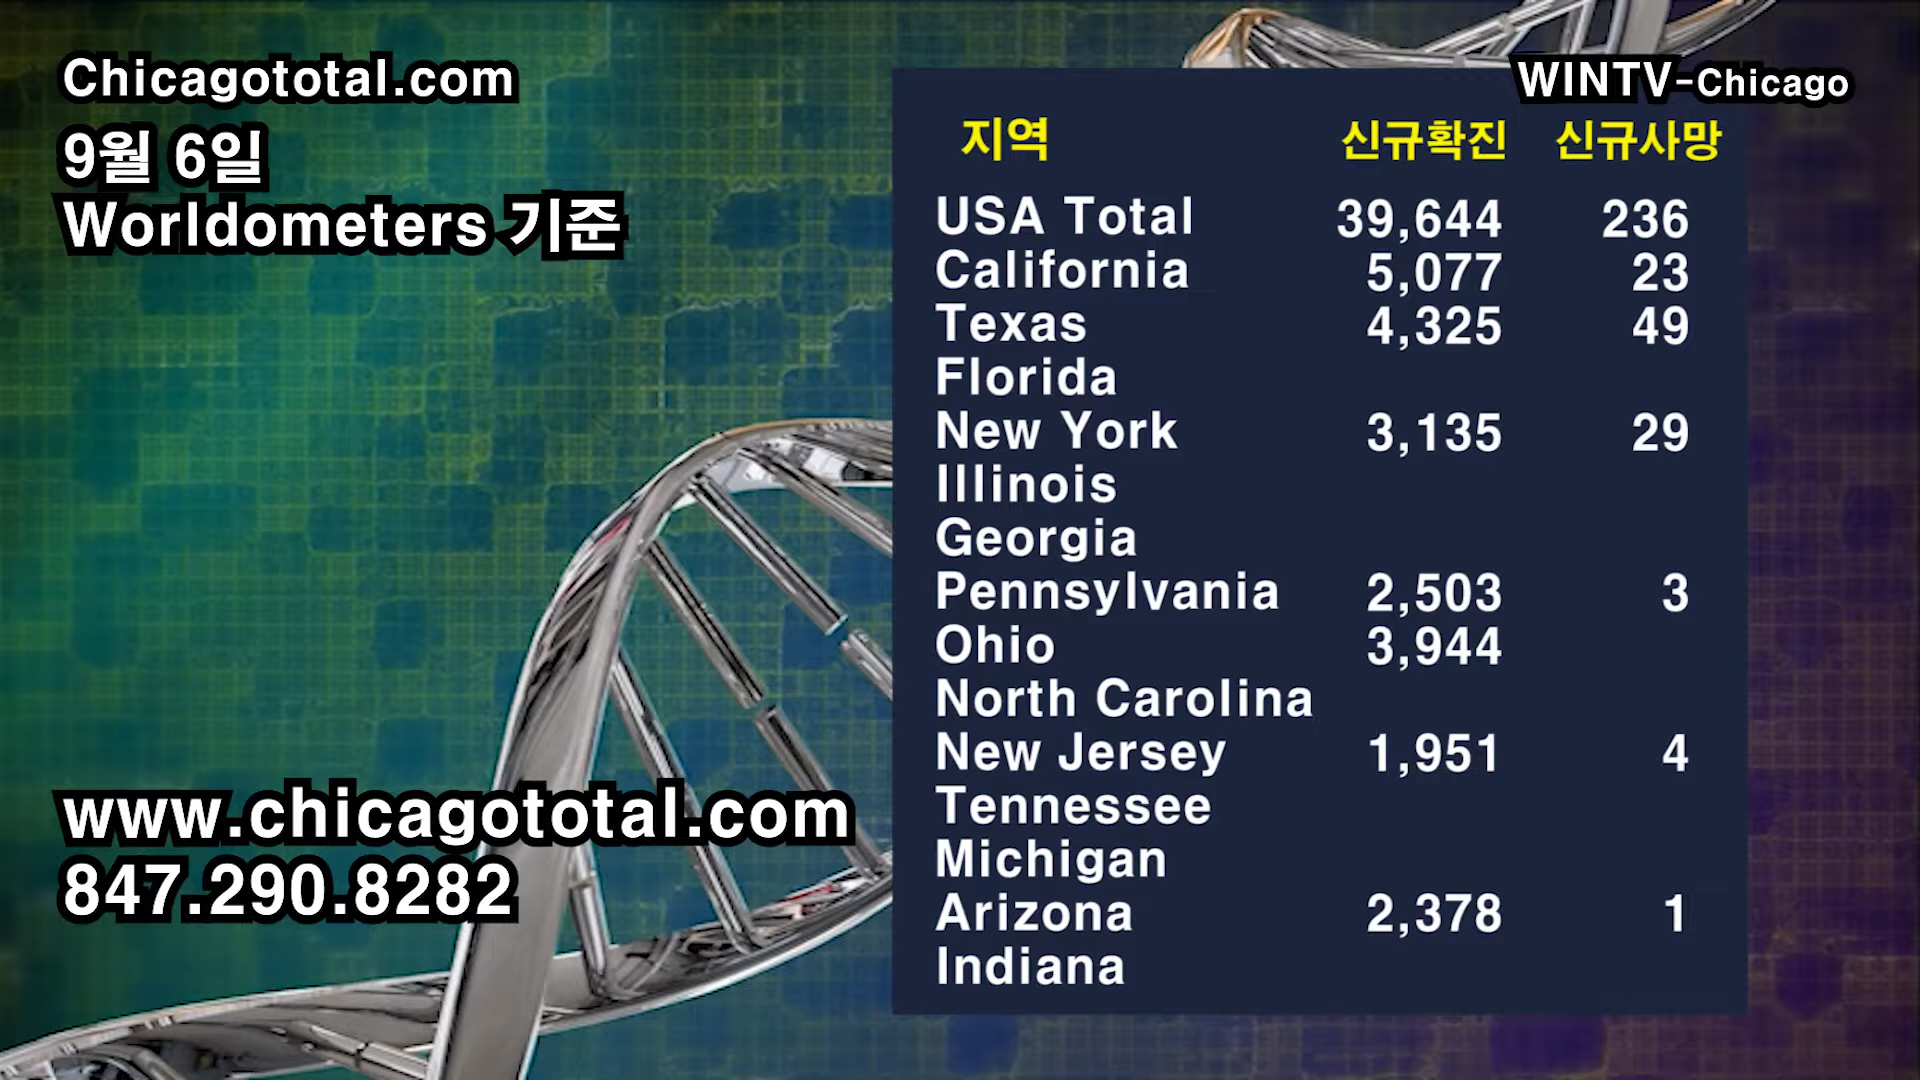 Chicagototal.com
9월 6일
Worldometers 기준
www.chicagototal.com
847.290.8282
WINTV-Chicago
지역 신규확진 신규사망
USA Total 39,644 236
California 5,077 23
Texas 4,325 49
Florida
New York 3,135 29
Illinois
Georgia
Pennsylvania 2,503 3
Ohio 3,944
North Carolina
New Jersey 1,951 4
Tennessee
Michigan
Arizona 2,378 1
Indiana